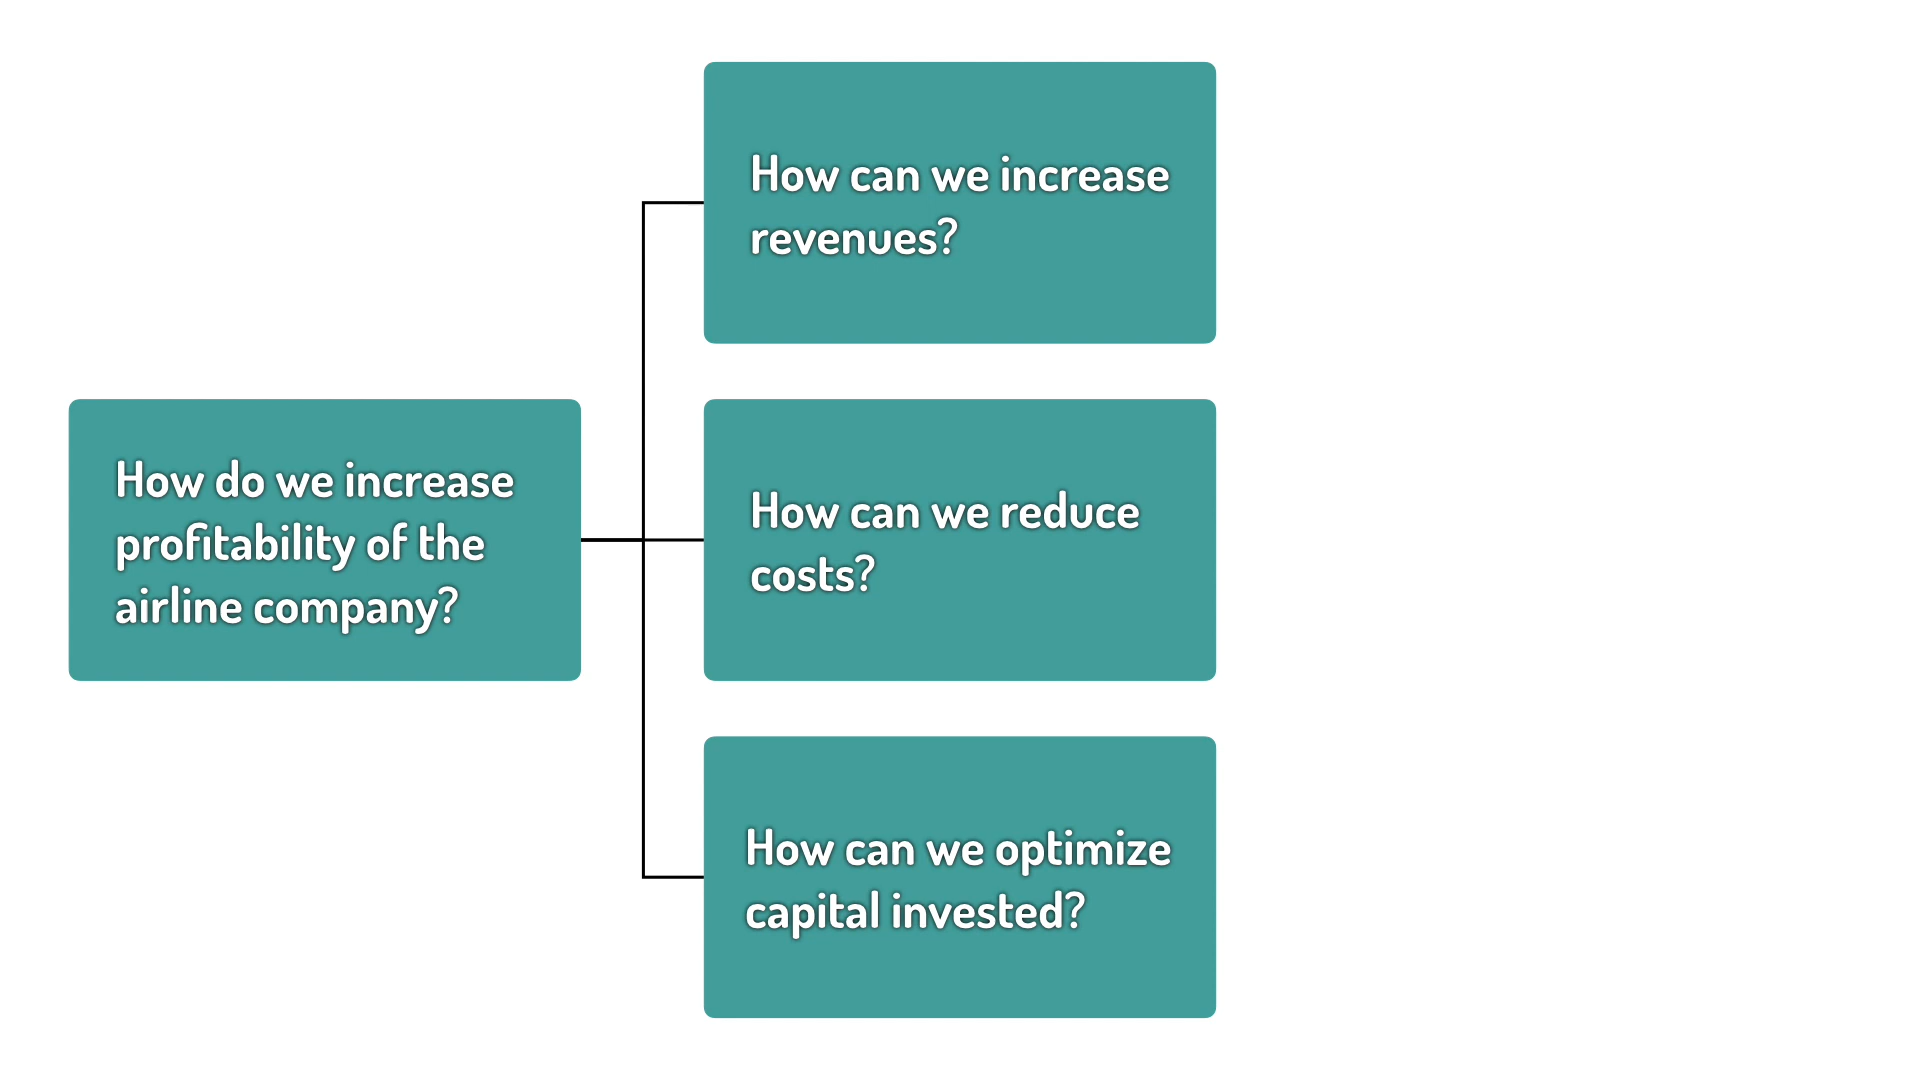 How do we increase
profitability of the
airline company?
How can we increase
revenues?
How can we reduce
costs?
How can we optimize
capital invested?